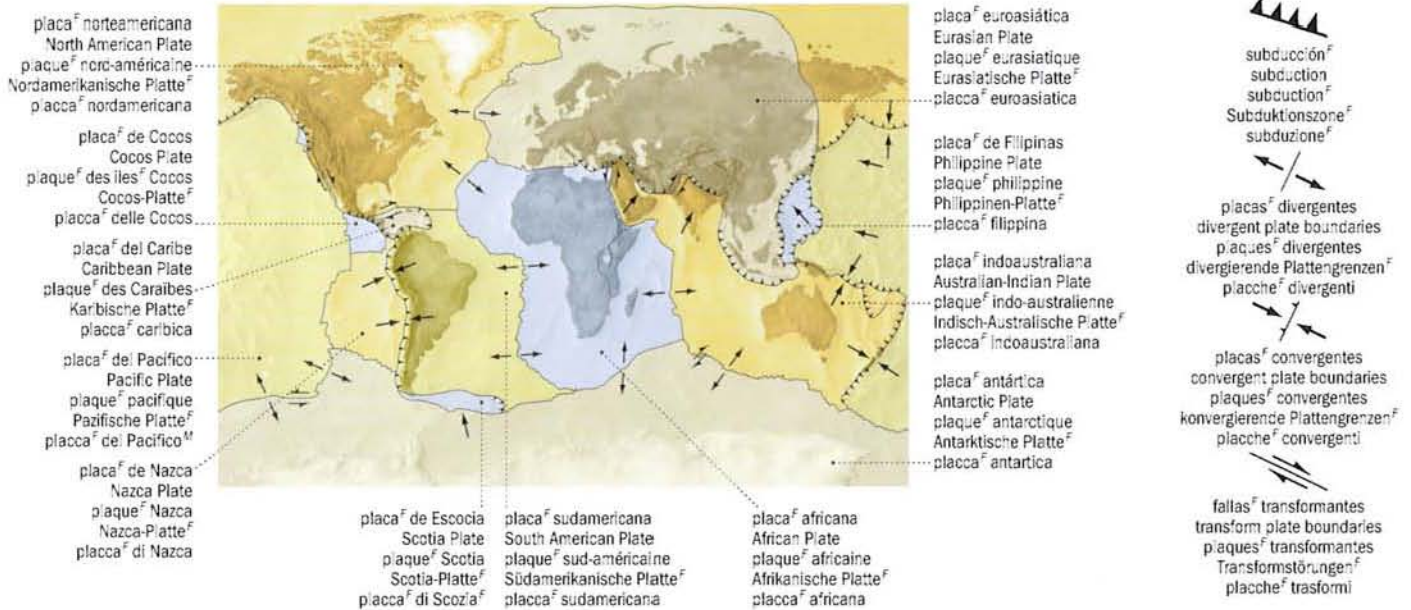 placa^F norteamericana
North American Plate
plaque^F nord-américaine
Nordamerikanische Platte^F
placca^F nordamericana
placa^F de Cocos
Cocos Plate
plaque^F des îles^F Cocos
Cocos-Platte^F
placca^F delle Cocos
placa^F del Caribe
Caribbean Plate
plaque^F des Caraïbes
Karibische Platte^F
placca^F caribica
placa^F del Pacífico
Pacific Plate
plaque^F pacifique
Pazifische Platte^F
placca^F del Pacifico^M
placa^F de Nazca
Nazca Plate
plaque^F Nazca
Nazca-Platte^F
placca^F di Nazca
placa^F de Escocia
Scotia Plate
plaque^F Scotia
Scotia-Platte^F
placca^F di Scozia^F
placa^F sudamericana
South American Plate
plaque^F sud-américaine
Südamerikanische Platte^F
placca^F sudamericana
placa^F africana
African Plate
plaque^F africaine
Afrikanische Platte^F
placca^F africana
placa^F euroasiática
Eurasian Plate
plaque^F eurasiatique
Eurasiatische Platte^F
placca^F euroasiatica
placa^F de Filipinas
Philippine Plate
plaque^F philippine
Philippinen-Platte^F
placca^F filippina
placa^F indoaustraliana
Australian-Indian Plate
plaque^F indo-australienne
Indisch-Australische Platte^F
placca^F indoaustraliana
placa^F antártica
Antarctic Plate
plaque^F antarctique
Antarktische Platte^F
placca^F antartica
subducción^F
subduction
subduction^F
Subduktionszone^F
subduzione^F
placas^F divergentes
divergent plate boundaries
plaques^F divergentes
divergierende Plattengrenzen^F
placche^F divergenti
placas^F convergentes
convergent plate boundaries
plaques^F convergentes
konvergierende Plattengrenzen^F
placche^F convergenti
fallas^F transformantes
transform plate boundaries
plaques^F transformantes
Transformstörungen^F
placche^F trasformi